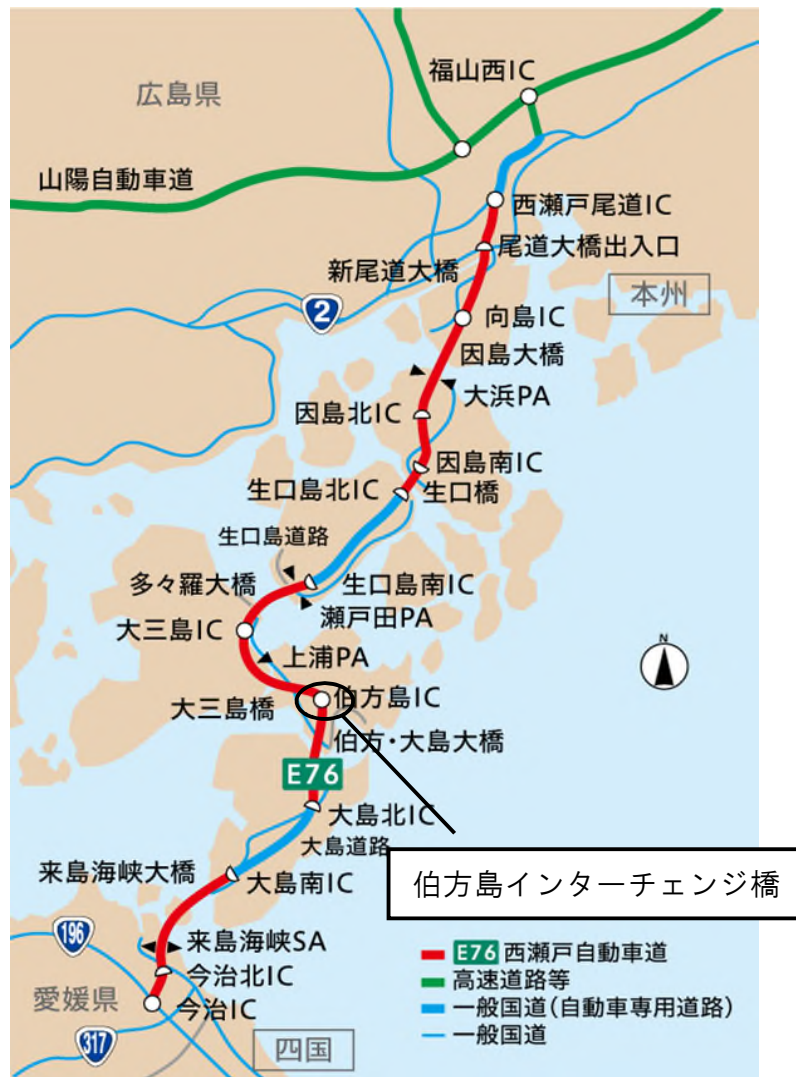 福山西IC
広島県
山陽自動車道
西瀬戸尾道IC
尾道大橋出入口
新尾道大橋
本州
2
向島IC
因島大橋
大浜PA
因島北IC
因島南IC
生口島北IC
生口橋
生口島道路
多々羅大橋
生口島南IC
瀬戸田PA
大三島IC
上浦PA
N
伯方島IC
大三島橋
伯方・大島大橋
E76
大島北IC
大島道路
来島海峡大橋
大島南IC
伯方島インターチェンジ橋
196
来島海峡SA
今治北IC
愛媛県
今治IC
317
四国
E76 西瀬戸自動車道
高速道路等
一般国道(自動車専用道路)
一般国道